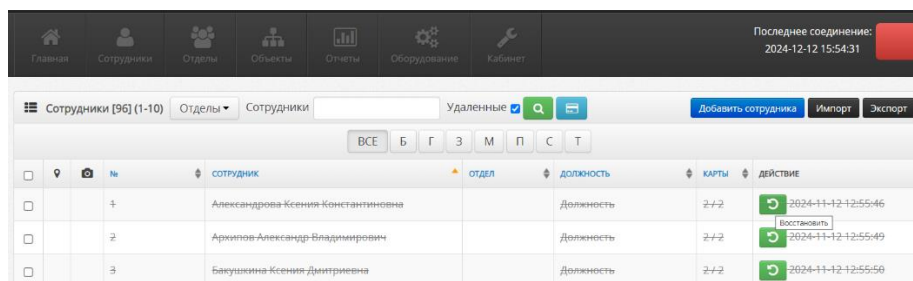 Последнее соединение:
2024-12-12 15:54:31
Главная Сотрудники Отделы Объекты Отчеты Оборудование Кабинет
Сотрудники [96] (1-10) Отделы Сотрудники Удаленные Добавить сотрудника Импорт Экспорт
ВСЕ Б Г З М П С Т
№ СОТРУДНИК ОТДЕЛ ДОЛЖНОСТЬ КАРТЫ ДЕЙСТВИЕ
1 Александрова Ксения Константиновна Должность 2 / 2 2024-11-12 12:55:46
Восстановить
2 Архипов Александр Владимирович Должность 2 / 2 2024-11-12 12:55:49
3 Бакушкина Ксения Дмитриевна Должность 2 / 2 2024-11-12 12:55:50